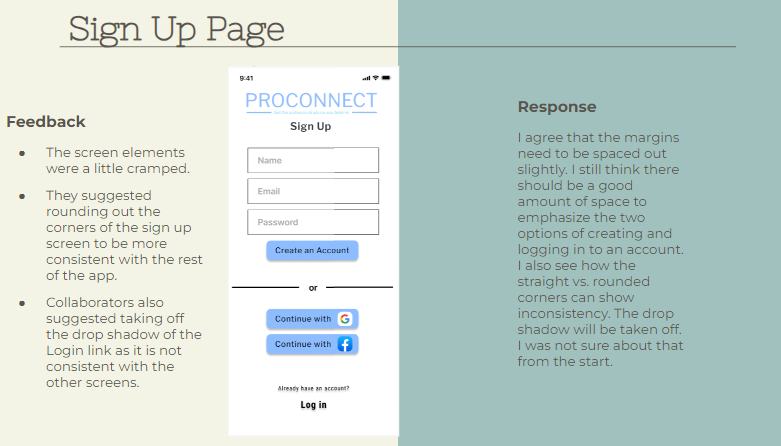 Sign Up Page
Feedback
● The screen elements
were a little cramped.
● They suggested
rounding out the
corners of the sign up
screen to be more
consistent with the rest
of the app.
● Collaborators also
suggested taking off
the drop shadow of the
Login link as it is not
consistent with the
other screens.
9:41
PROCONNECT
Sign Up
Name
Email
Password
Create an Account
or
Continue with G
Continue with f
Already have an account?
Log in
Response
I agree that the margins
need to be spaced out
slightly. I still think there
should be a good
amount of space to
emphasize the two
options of creating and
logging in to an account.
I also see how the
straight vs. rounded
corners can show
inconsistency. The drop
shadow will be taken off.
I was not sure about that
from the start.